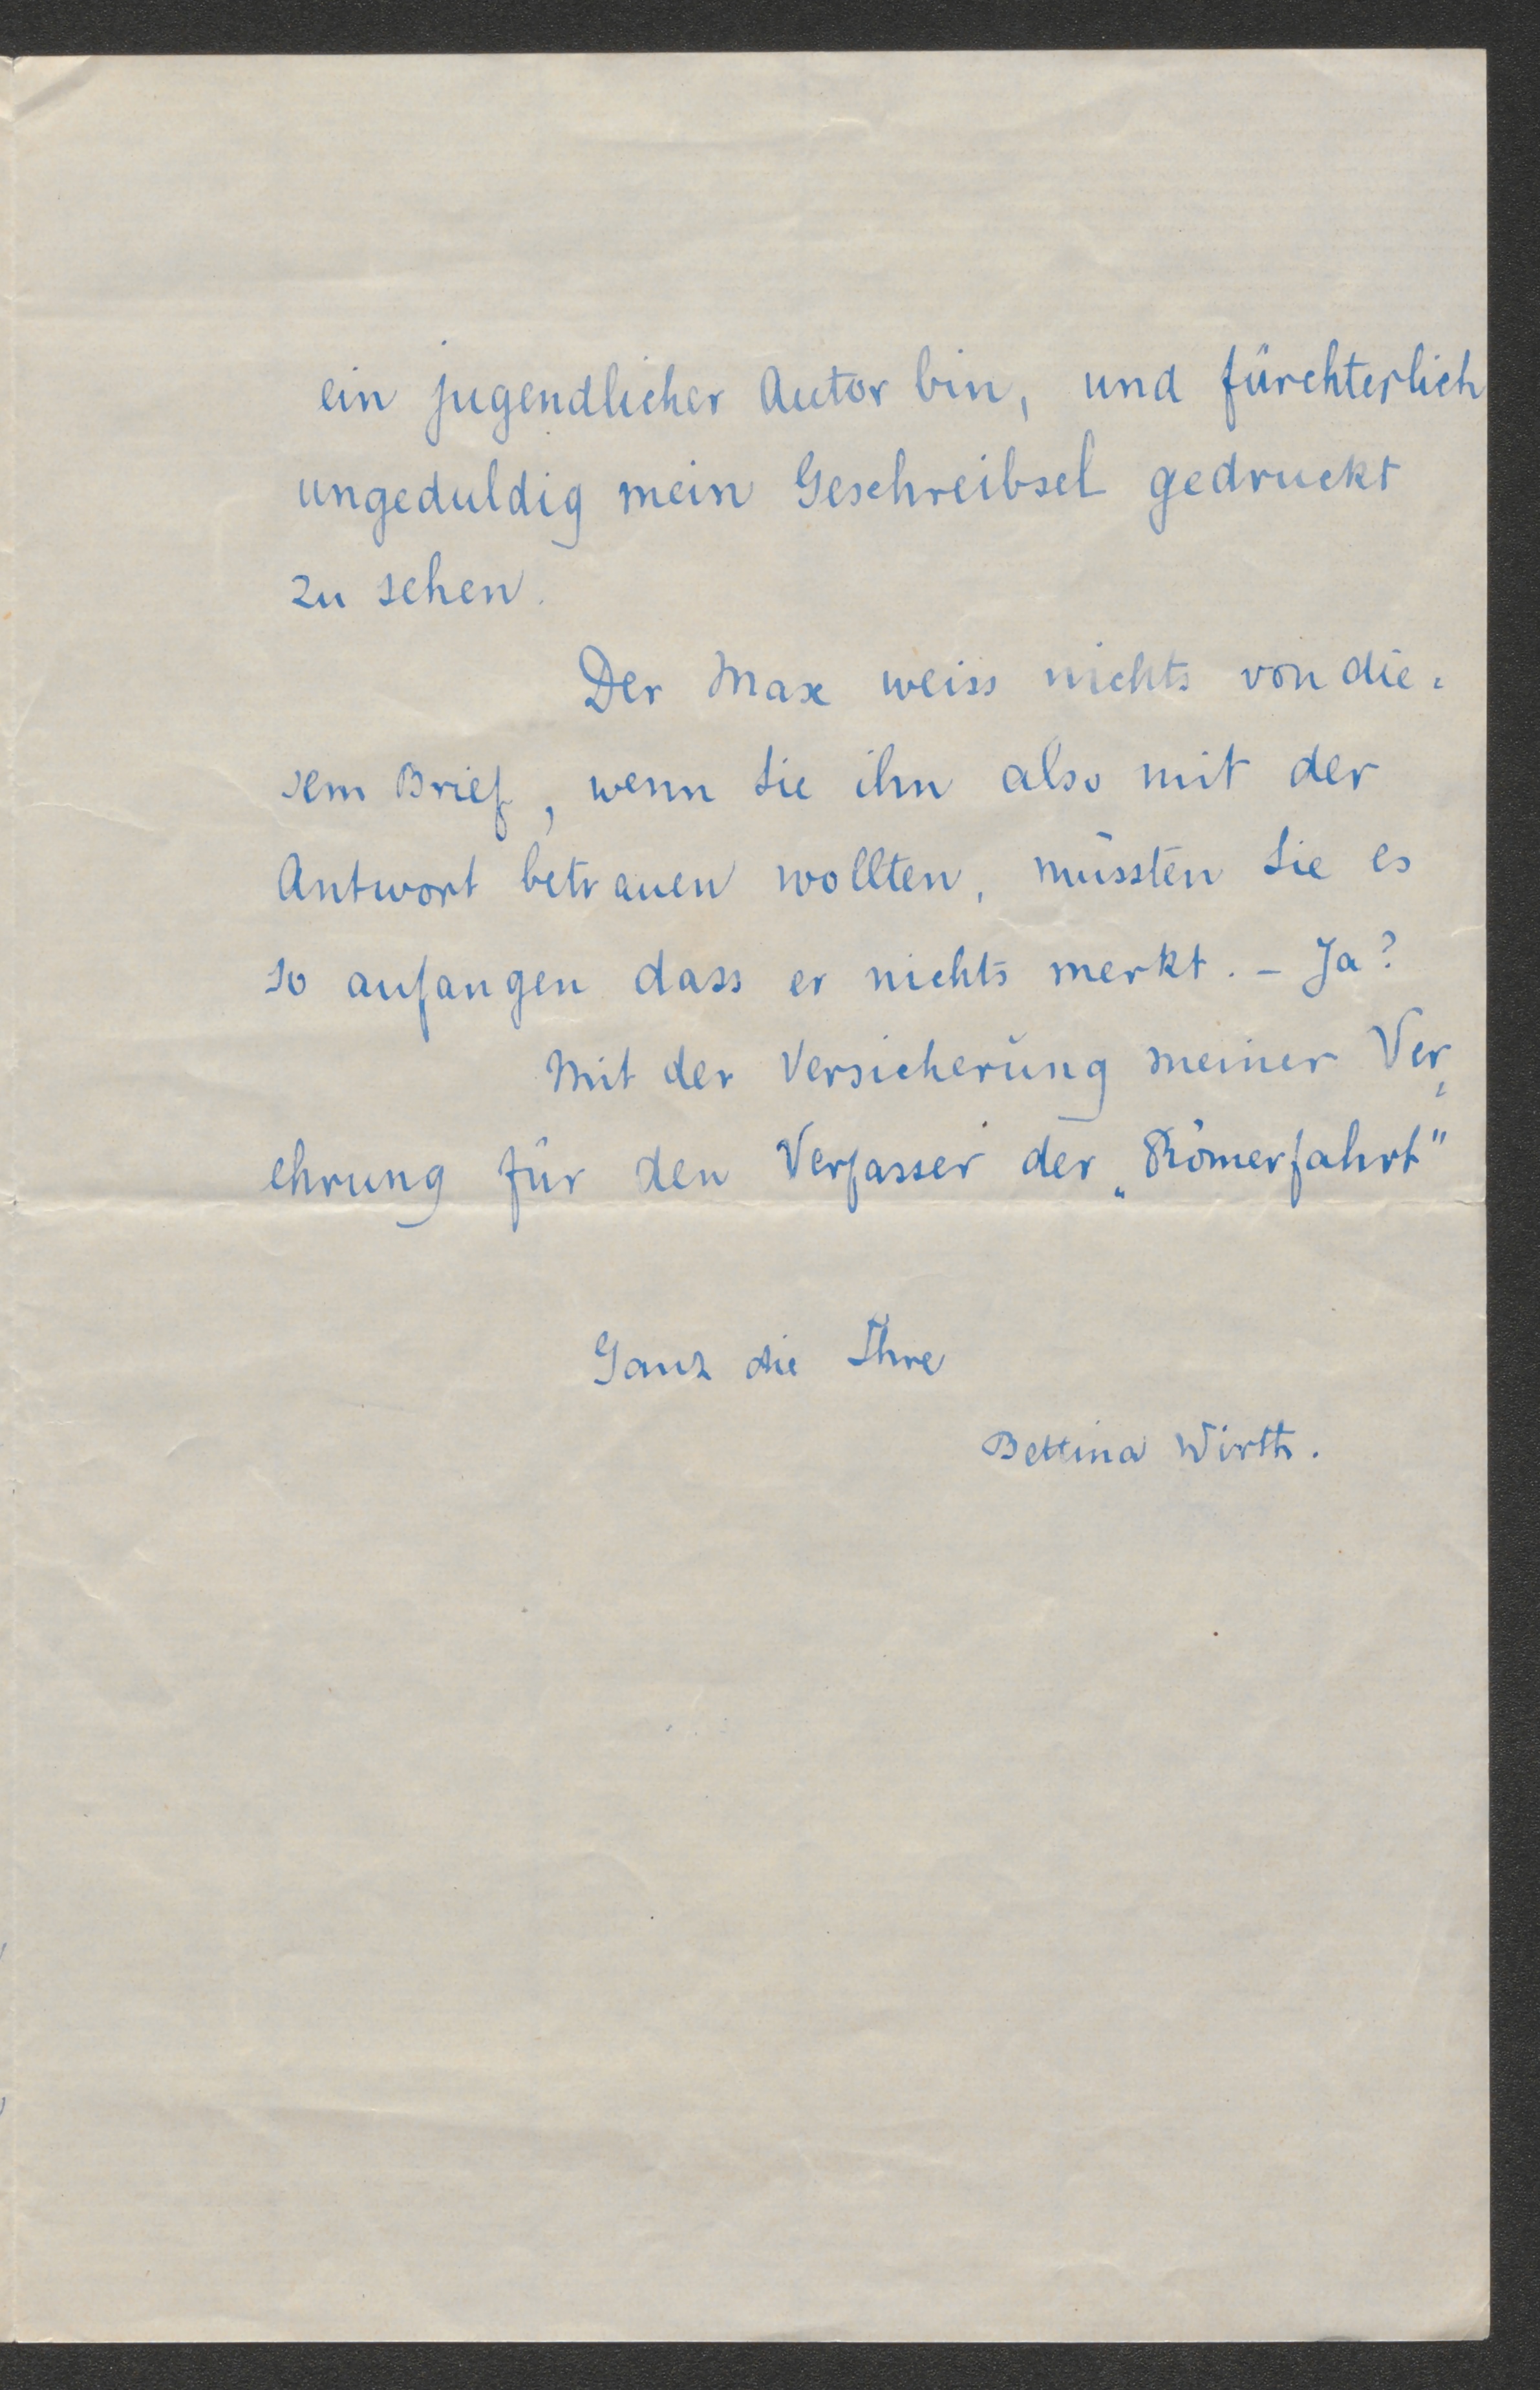 ein jugendlicher Autor bin, und fürchterlich
ungeduldig mein Geschreibsel gedruckt
zu sehen.
Der Max weiss nichts von die=
sem Brief, wenn Sie ihn also mit der
Antwort betrauen wollten, müssten Sie es
so anfangen dass er nichts merkt. – Ja?
Mit der Versicherung meiner Ver=
ehrung für den Verfasser der „Römerfahrt"
Ganz die Ihre
Bettina Wirth.